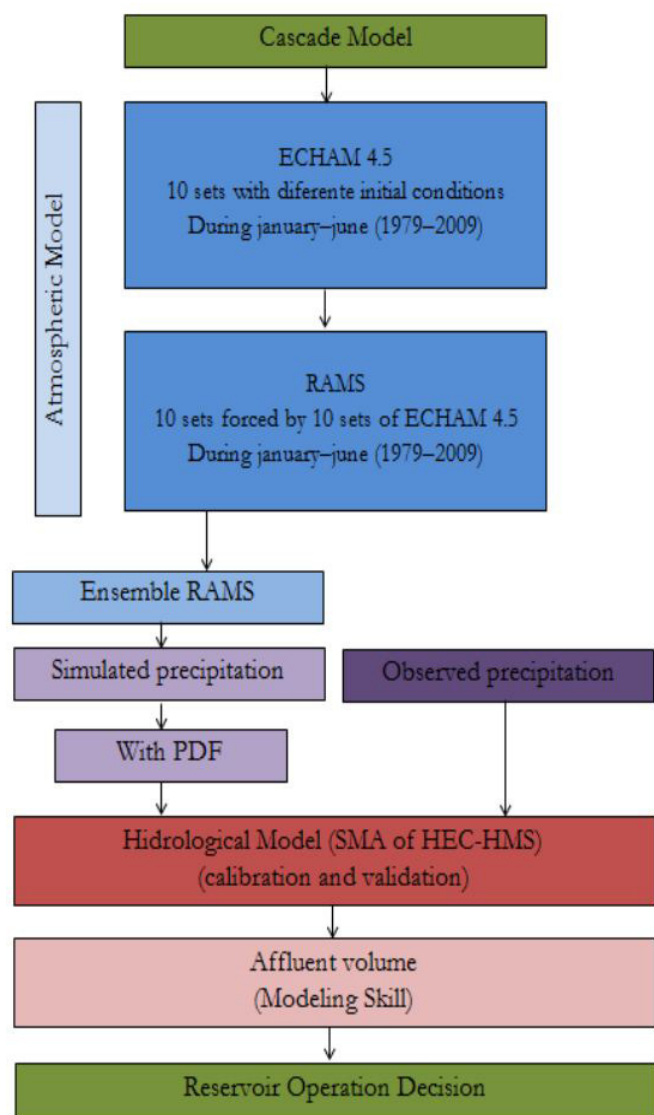 Cascade Model
Atmospheric Model
ECHAM 4.5
10 sets with diferente initial conditions
During january–june (1979–2009)
RAMS
10 sets forced by 10 sets of ECHAM 4.5
During january–june (1979–2009)
Ensemble RAMS
Simulated precipitation
Observed precipitation
With PDF
Hidrological Model (SMA of HEC-HMS)
(calibration and validation)
Affluent volume
(Modeling Skill)
Reservoir Operation Decision